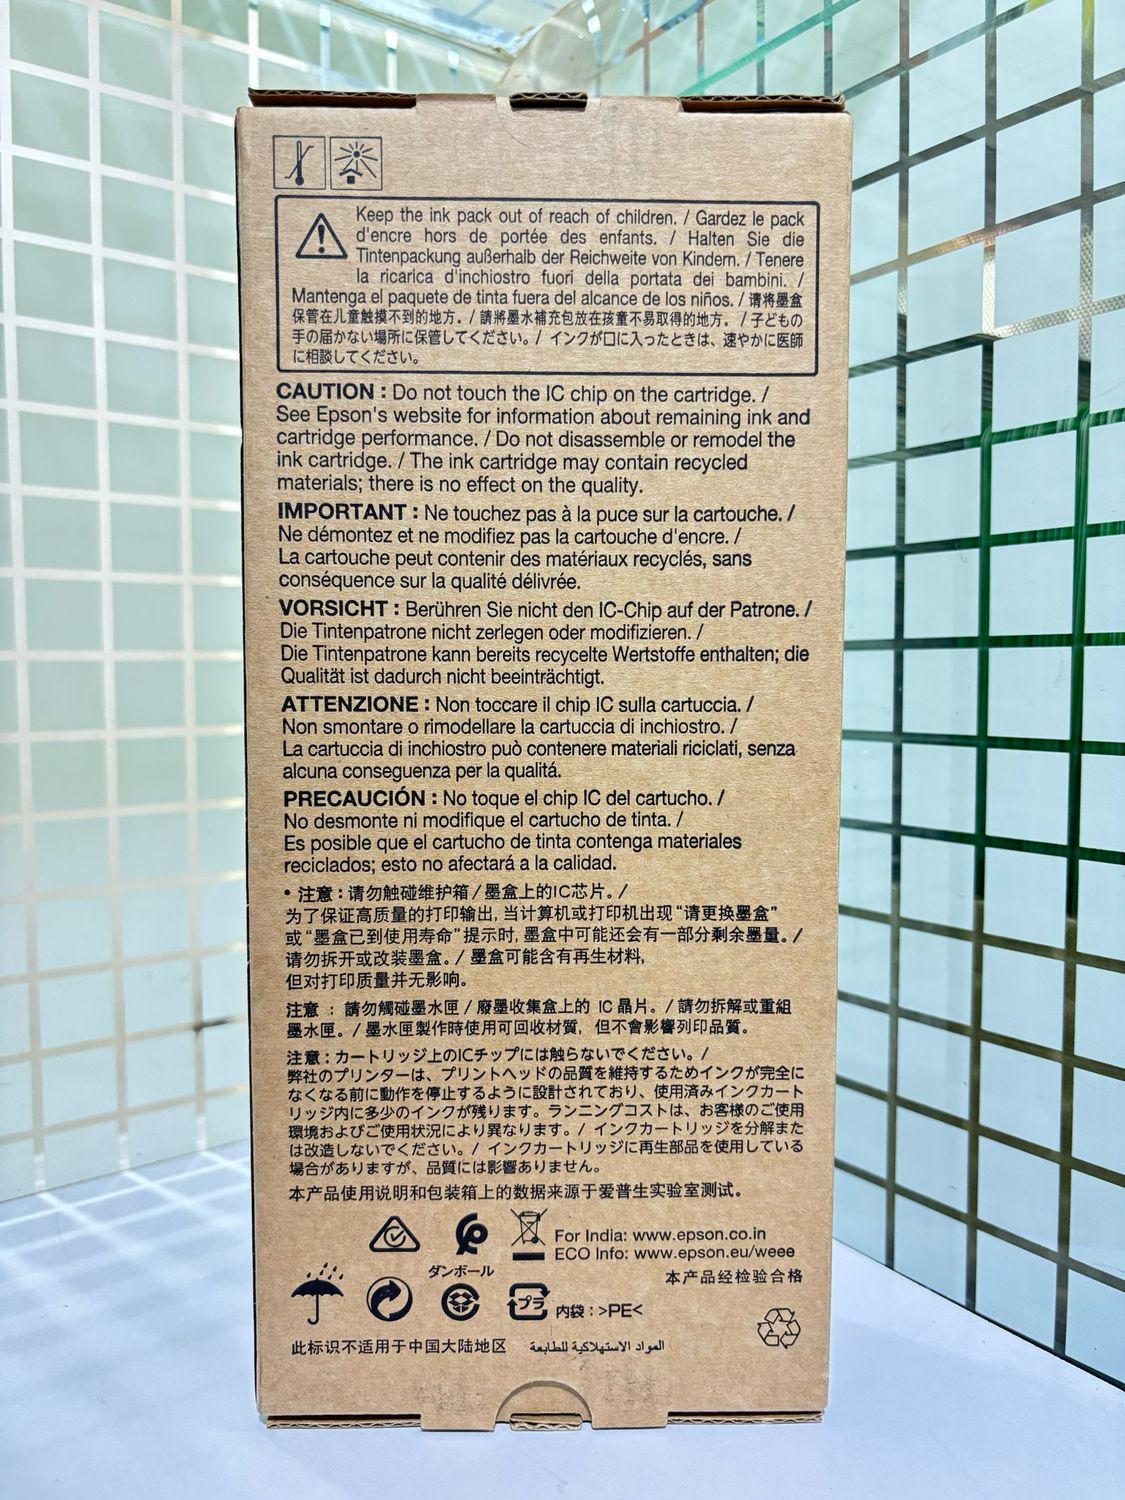 Keep the ink pack out of reach of children. / Gardez le pack
d'encre hors de portée des enfants. / Halten Sie die
Tintenpackung außerhalb der Reichweite von Kindern. / Tenere
la ricarica d'inchiostro fuori della portata dei bambini. /
Mantenga el paquete de tinta fuera del alcance de los niños. / 请将墨盒
保管在儿童触摸不到的地方。/ 請將墨水補充包放在孩童不易取得的地方。/ 子どもの
手の届かない場所に保管してください。/ インクが口に入ったときは、速やかに医師
に相談してください。
CAUTION : Do not touch the IC chip on the cartridge. /
See Epson's website for information about remaining ink and
cartridge performance. / Do not disassemble or remodel the
ink cartridge. / The ink cartridge may contain recycled
materials; there is no effect on the quality.
IMPORTANT : Ne touchez pas à la puce sur la cartouche. /
Ne démontez et ne modifiez pas la cartouche d'encre. /
La cartouche peut contenir des matériaux recyclés, sans
conséquence sur la qualité délivrée.
VORSICHT : Berühren Sie nicht den IC-Chip auf der Patrone. /
Die Tintenpatrone nicht zerlegen oder modifizieren. /
Die Tintenpatrone kann bereits recycelte Wertstoffe enthalten; die
Qualität ist dadurch nicht beeinträchtigt.
ATTENZIONE : Non toccare il chip IC sulla cartuccia. /
Non smontare o rimodellare la cartuccia di inchiostro. /
La cartuccia di inchiostro può contenere materiali riciclati, senza
alcuna conseguenza per la qualitá.
PRECAUCIÓN : No toque el chip IC del cartucho. /
No desmonte ni modifique el cartucho de tinta. /
Es posible que el cartucho de tinta contenga materiales
reciclados; esto no afectará a la calidad.
• 注意：请勿触碰维护箱 / 墨盒上的IC芯片。/
为了保证高质量的打印输出, 当计算机或打印机出现“请更换墨盒”
或“墨盒已到使用寿命”提示时, 墨盒中可能还会有一部分剩余墨量。/
请勿拆开或改装墨盒。/ 墨盒可能含有再生材料,
但对打印质量并无影响。
注意 ：請勿觸碰墨水匣 / 廢墨收集盒上的 IC 晶片。/ 請勿拆解或重組
墨水匣。/ 墨水匣製作時使用可回收材質，但不會影響列印品質。
注意：カートリッジ上のICチップには触らないでください。/
弊社のプリンターは、プリントヘッドの品質を維持するためインクが完全に
なくなる前に動作を停止するように設計されており、使用済みインクカート
リッジ内に多少のインクが残ります。ランニングコストは、お客様のご使用
環境およびご使用状況により異なります。/ インクカートリッジを分解また
は改造しないでください。/ インクカートリッジに再生部品を使用している
場合がありますが、品質には影響ありません。
本产品使用说明和包装箱上的数据来源于爱普生实验室测试。
For India: www.epson.co.in
ECO Info: www.epson.eu/weee
ダンボール
本产品经检验合格
プラ
内袋：>PE<
此标识不适用于中国大陆地区
المواد الاستهلاكية للطابعة